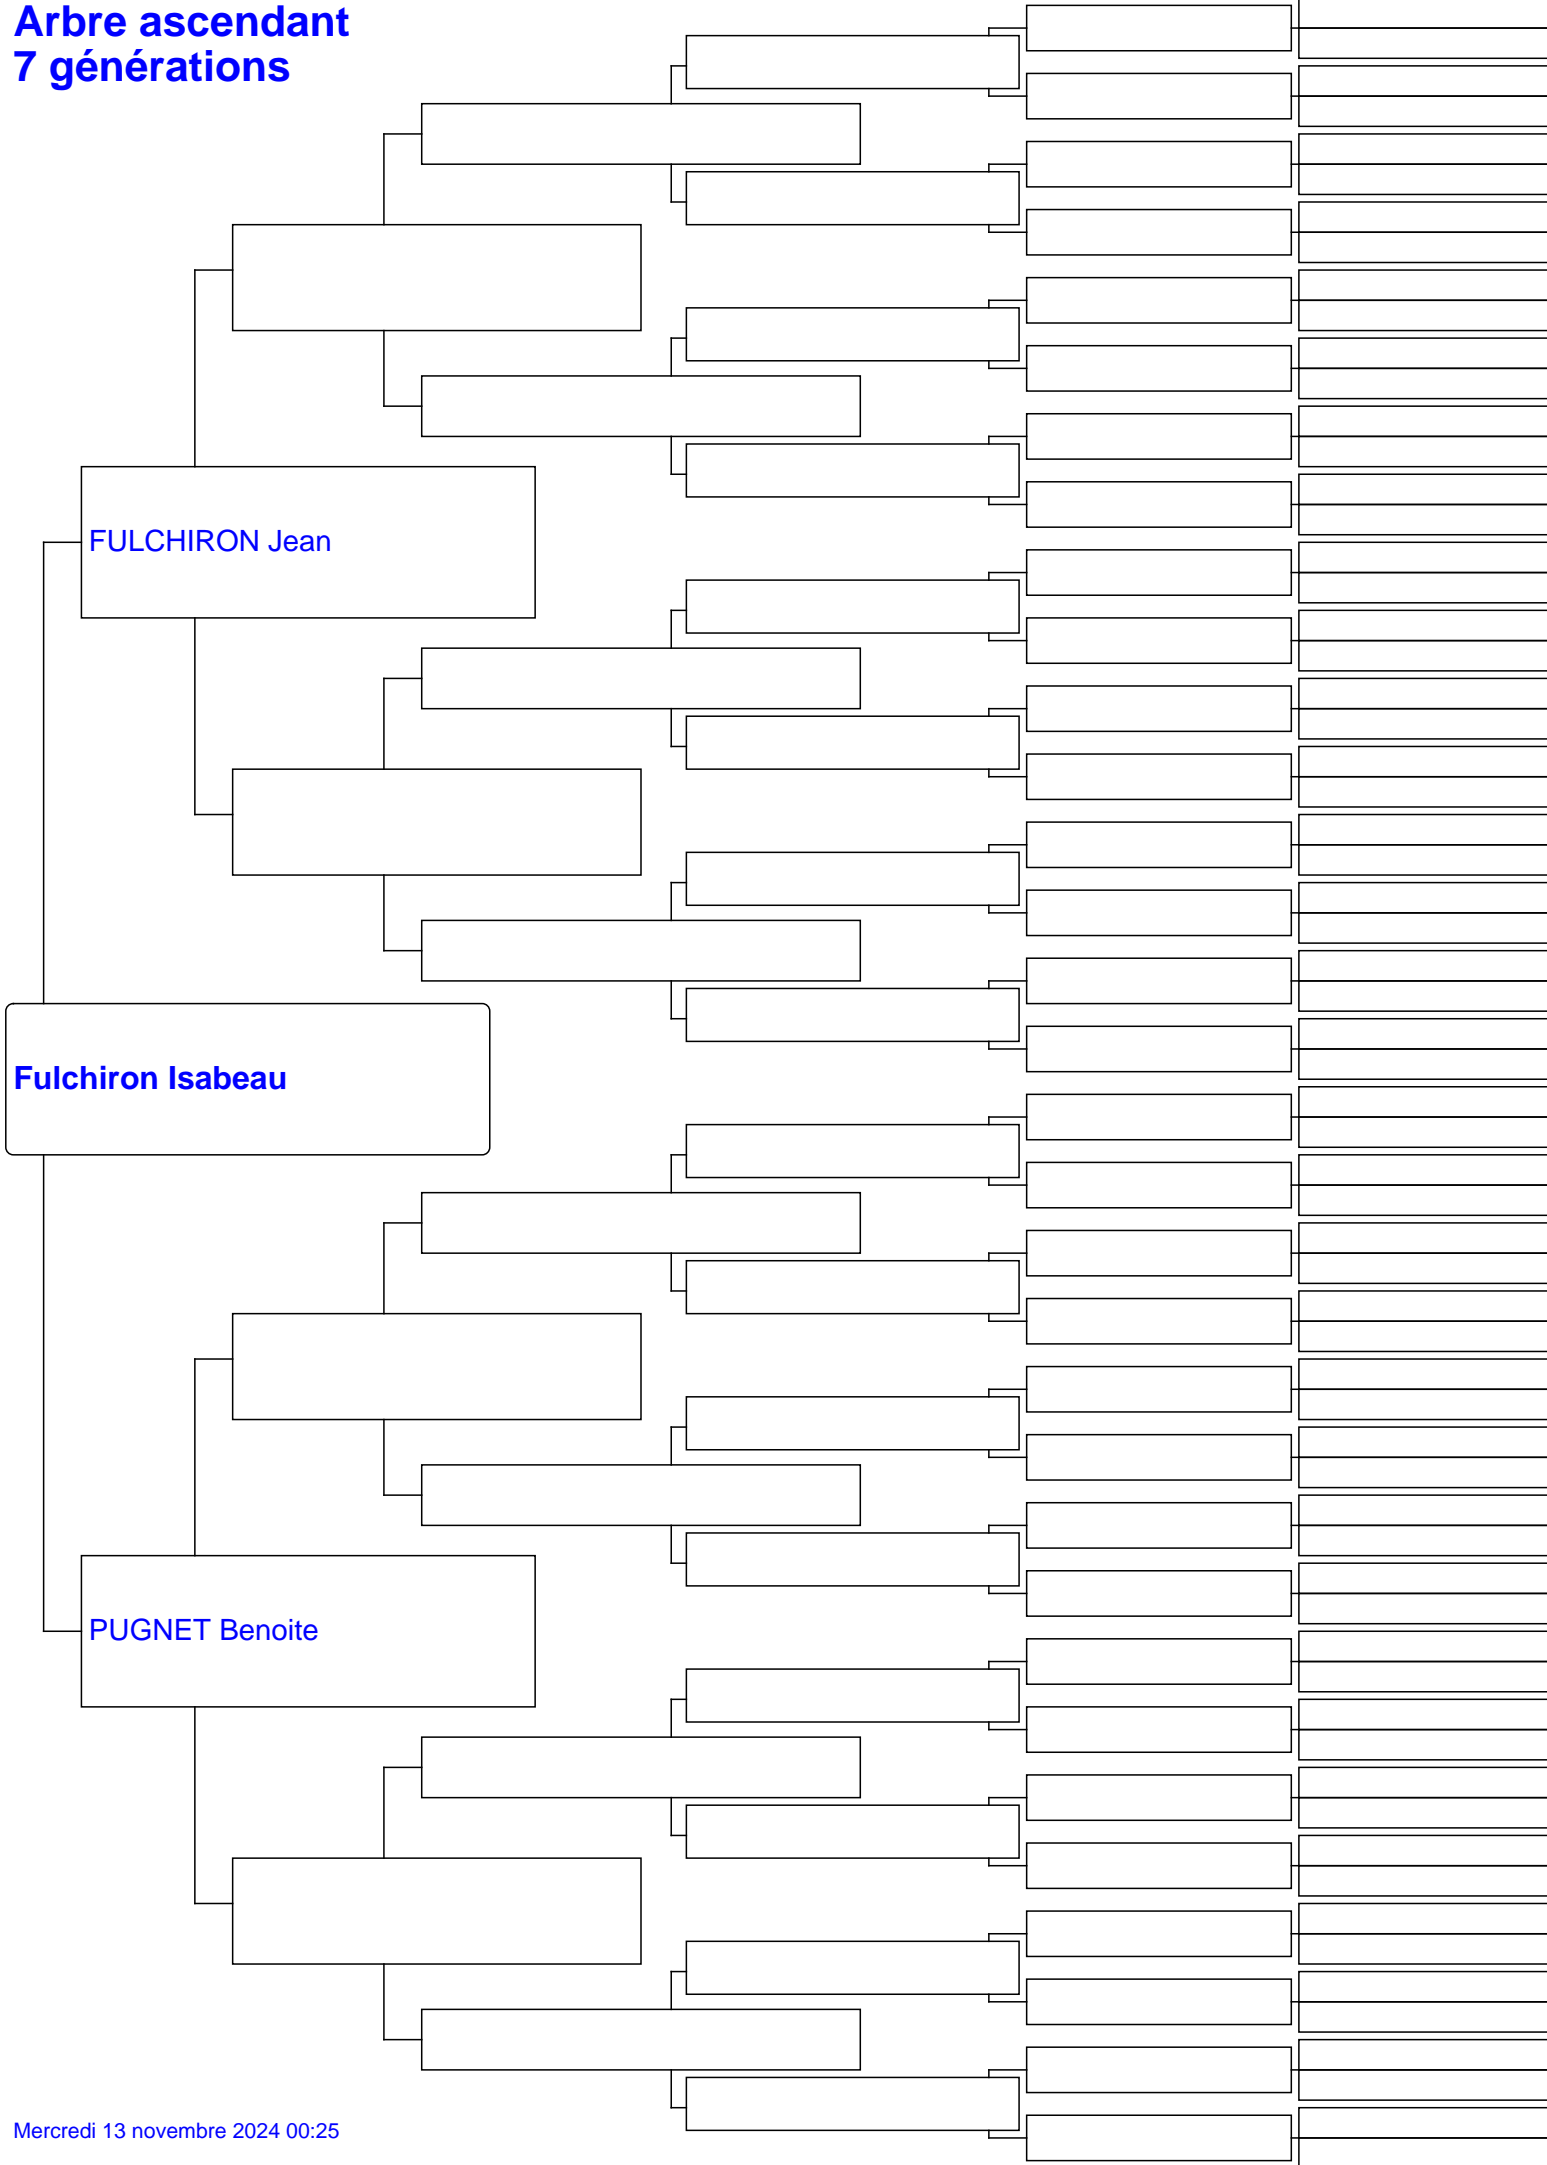 Arbre ascendant
7 générations
FULCHIRON Jean
Fulchiron Isabeau
PUGNET Benoite
Mercredi 13 novembre 2024 00:25